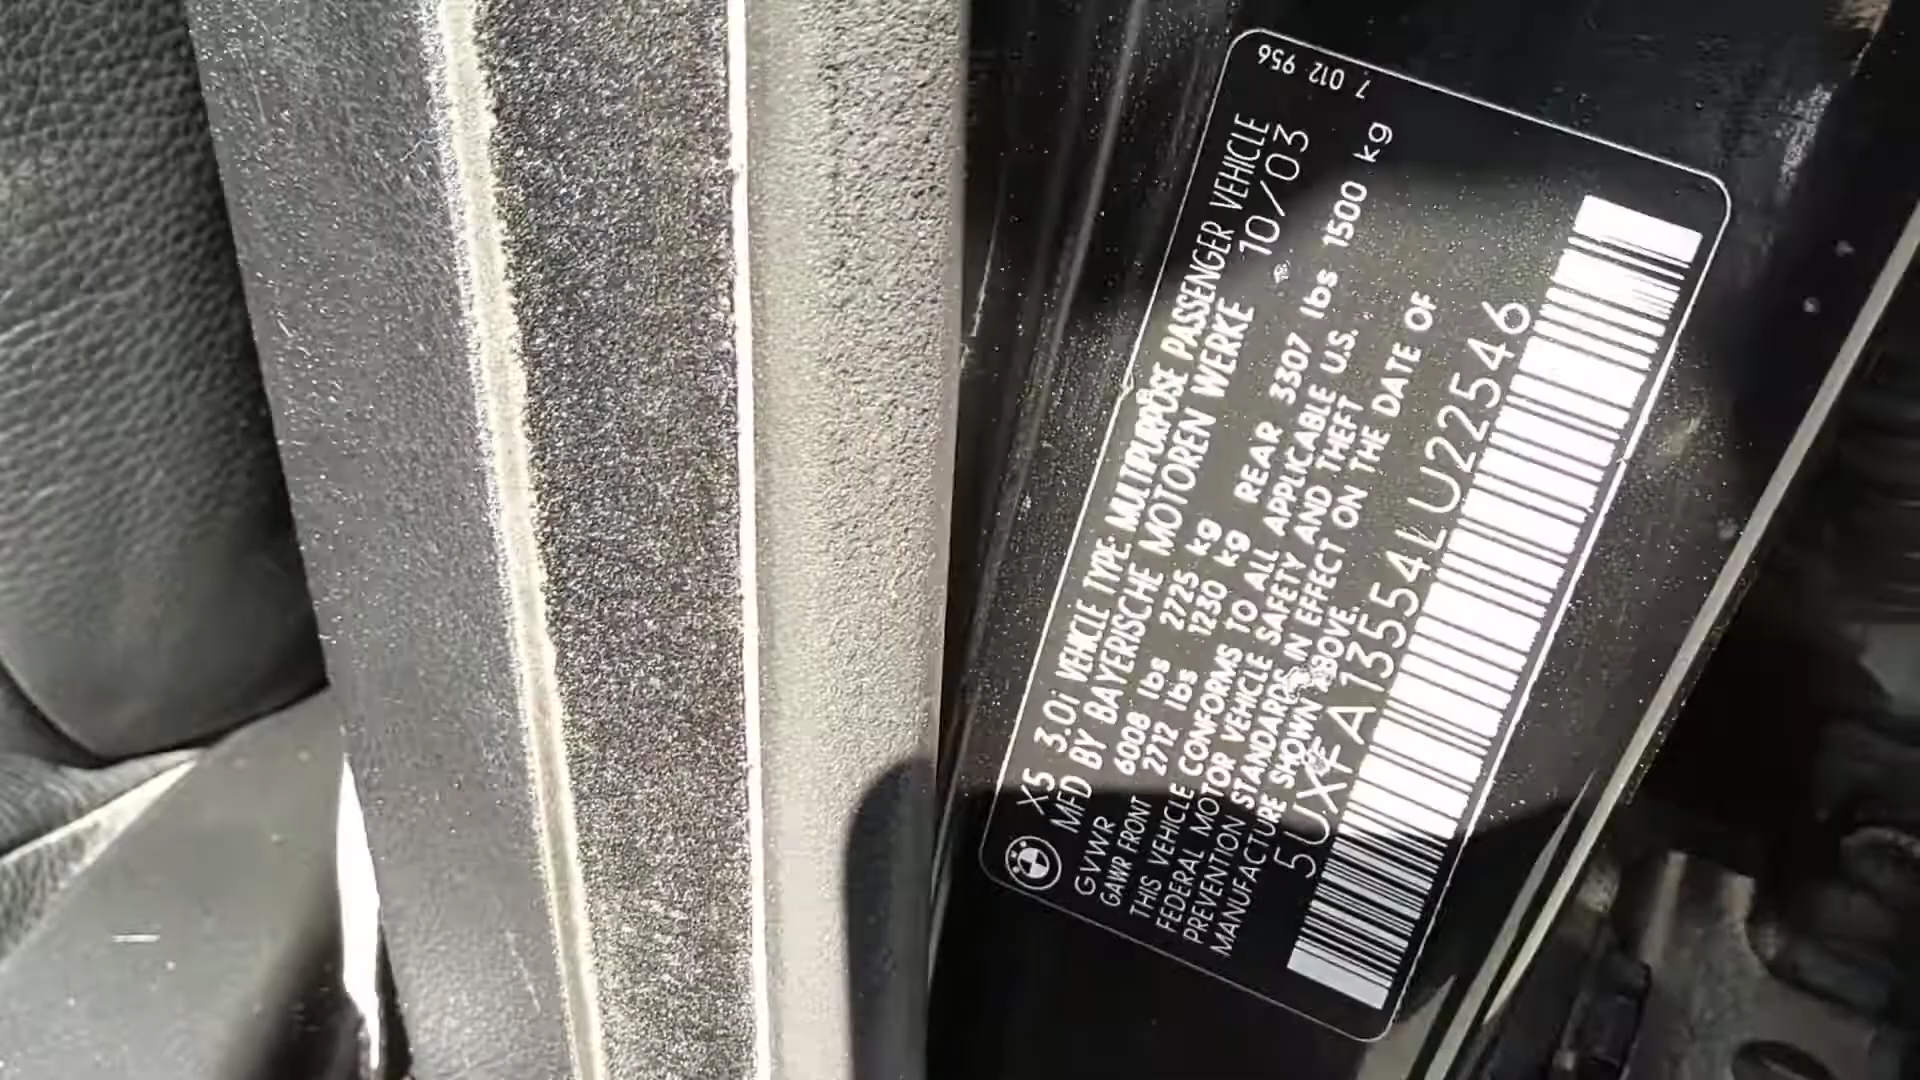 X5 3.0i VEHICLE TYPE: MULTIPURPOSE PASSENGER VEHICLE
MFD BY BAYERISCHE MOTOREN WERKE 10/03
GVWR 6008 lbs 2725 kg
GAWR FRONT 2712 lbs 1230 kg REAR 3307 lbs 1500 kg
THIS VEHICLE CONFORMS TO ALL APPLICABLE U.S.
FEDERAL MOTOR VEHICLE SAFETY AND THEFT
PREVENTION STANDARDS IN EFFECT ON THE DATE OF
MANUFACTURE SHOWN ABOVE.
5UXFA13554LU22546
7 012 956